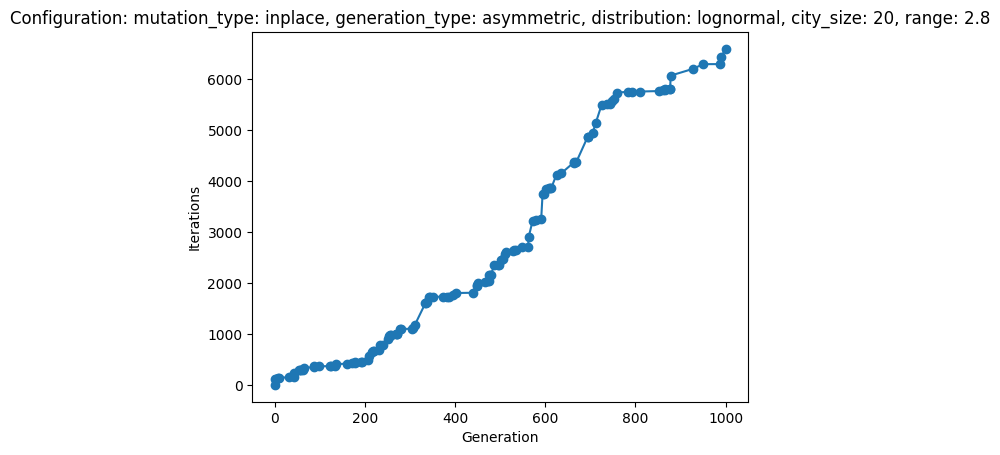 Configuration: mutation_type: inplace, generation_type: asymmetric, distribution: lognormal, city_size: 20, range: 2.8
6000
5000
4000
3000
2000
1000
0
Iterations
0 200 400 600 800 1000
Generation